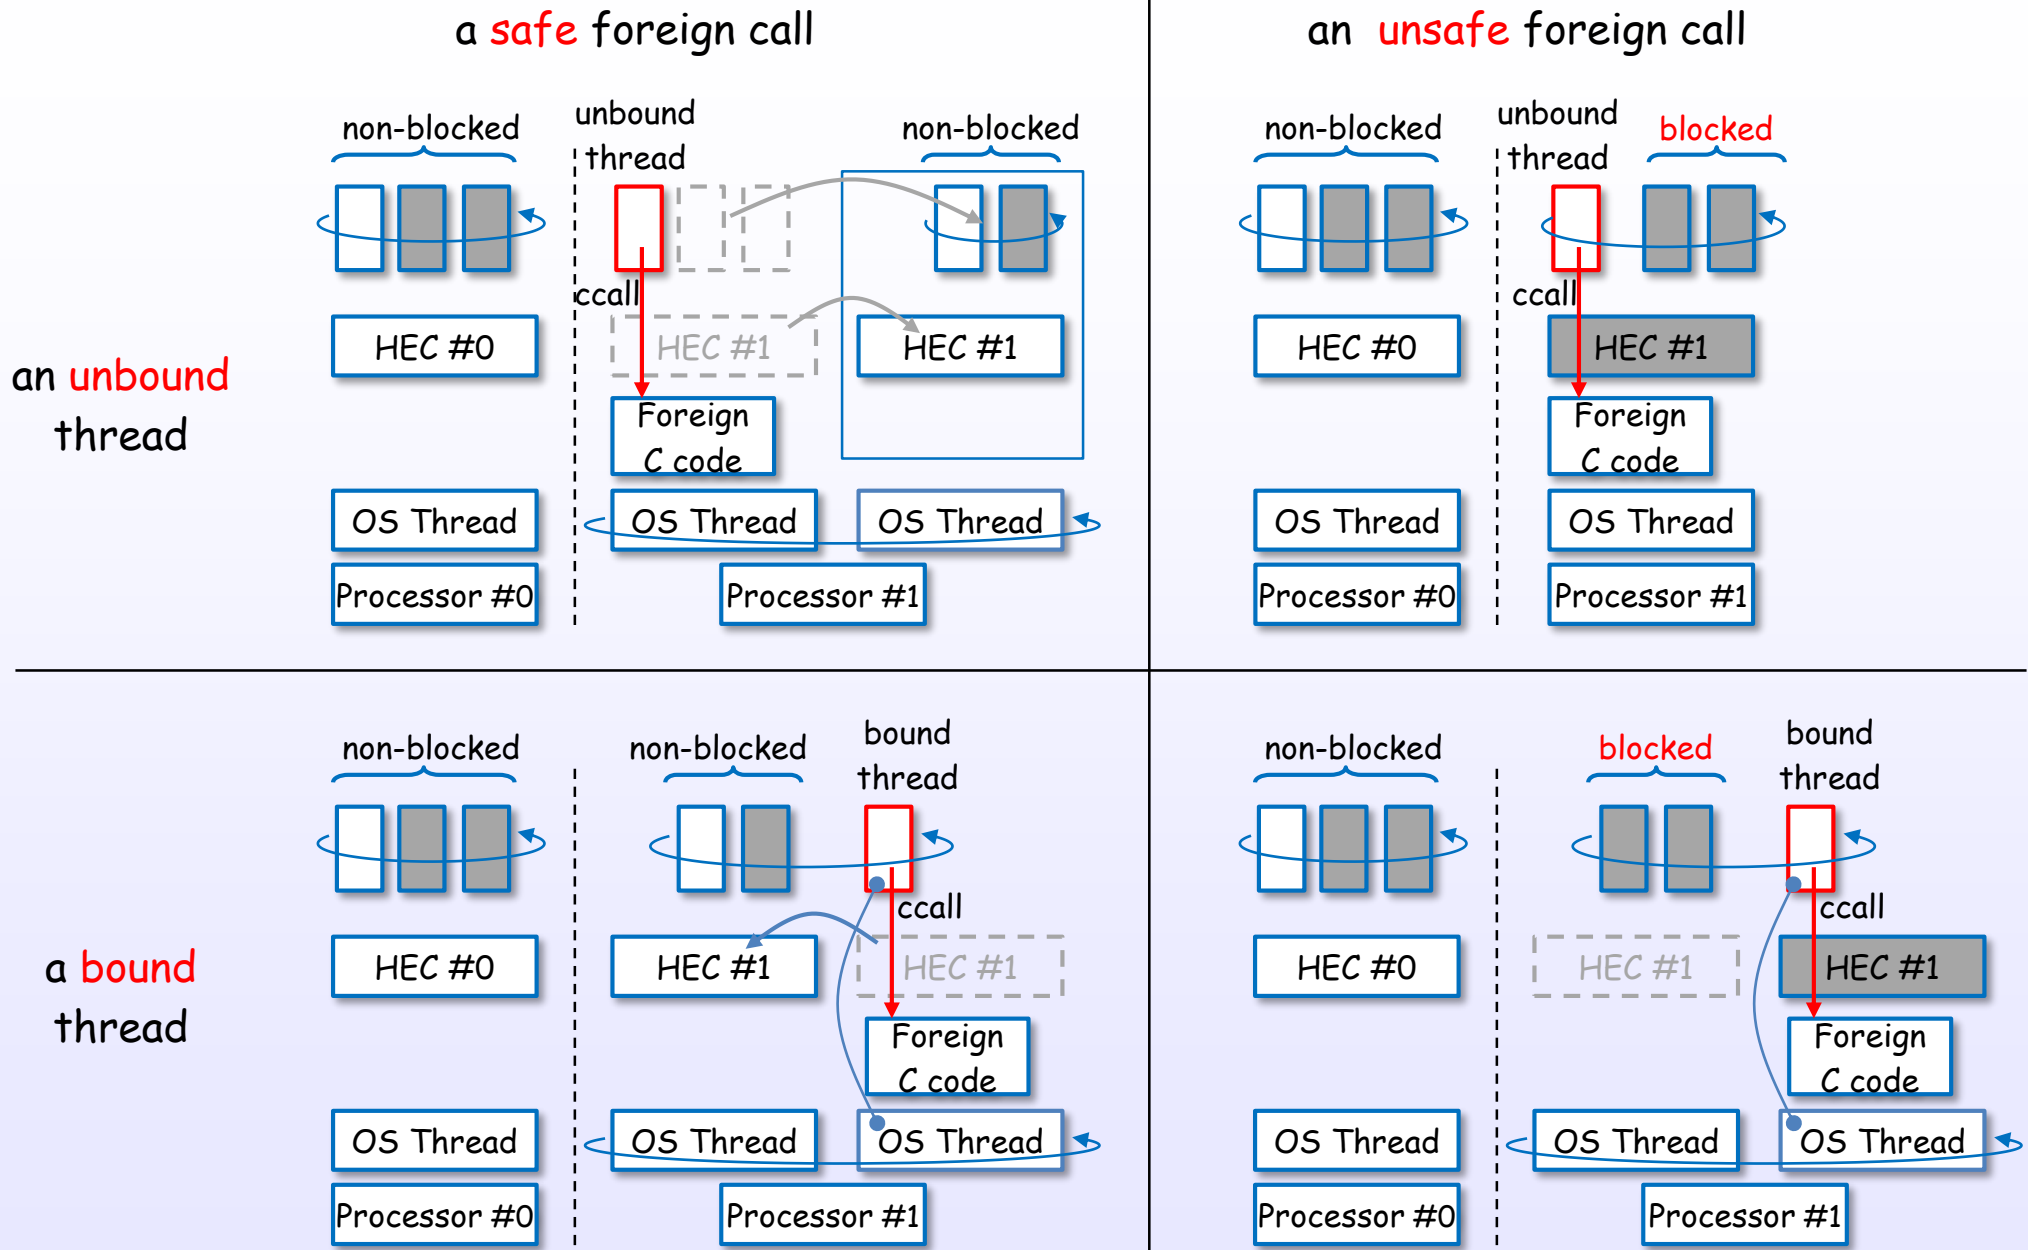 a safe foreign call
an unsafe foreign call
an unbound
thread
non-blocked
unbound
thread
non-blocked
ccall
HEC #0
HEC #1
HEC #1
Foreign
C code
OS Thread
OS Thread
OS Thread
Processor #0
Processor #1
non-blocked
unbound
thread
blocked
ccall
HEC #0
HEC #1
Foreign
C code
OS Thread
OS Thread
Processor #0
Processor #1
a bound
thread
non-blocked
non-blocked
bound
thread
ccall
HEC #0
HEC #1
HEC #1
Foreign
C code
OS Thread
OS Thread
OS Thread
Processor #0
Processor #1
non-blocked
blocked
bound
thread
ccall
HEC #0
HEC #1
HEC #1
Foreign
C code
OS Thread
OS Thread
OS Thread
Processor #0
Processor #1